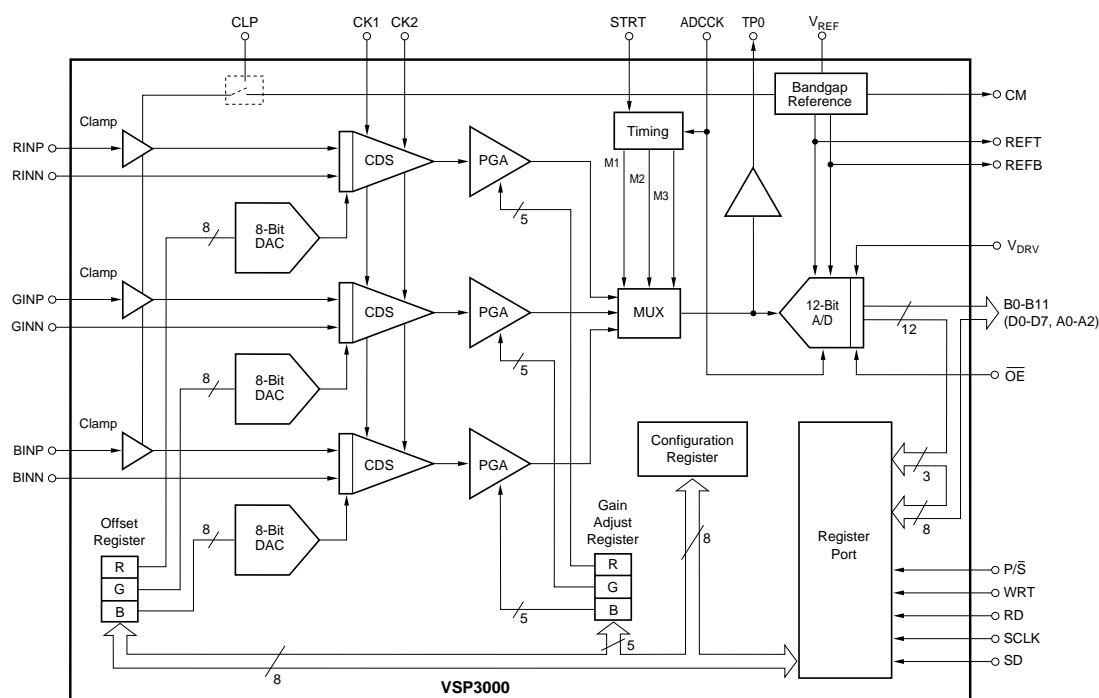 CLP
CK1
CK2
STRT
ADCCK
TP0
VREF
Bandgap
Reference
CM
Clamp
Timing
RINP
CDS
PGA
M1
REFT
RINN
M2
REFB
M3
5
8
8-Bit
DAC
VDRV
Clamp
GINP
CDS
PGA
MUX
12-Bit
A/D
B0-B11
(D0-D7, A0-A2)
GINN
12
5
8
8-Bit
DAC
OE
Clamp
BINP
CDS
PGA
Configuration
Register
BINN
3
8
8-Bit
DAC
Offset
Register
Gain
Adjust
Register
8
8
Register
Port
R
G
B
R
G
B
5
5
8
P/S
WRT
RD
SCLK
SD
VSP3000